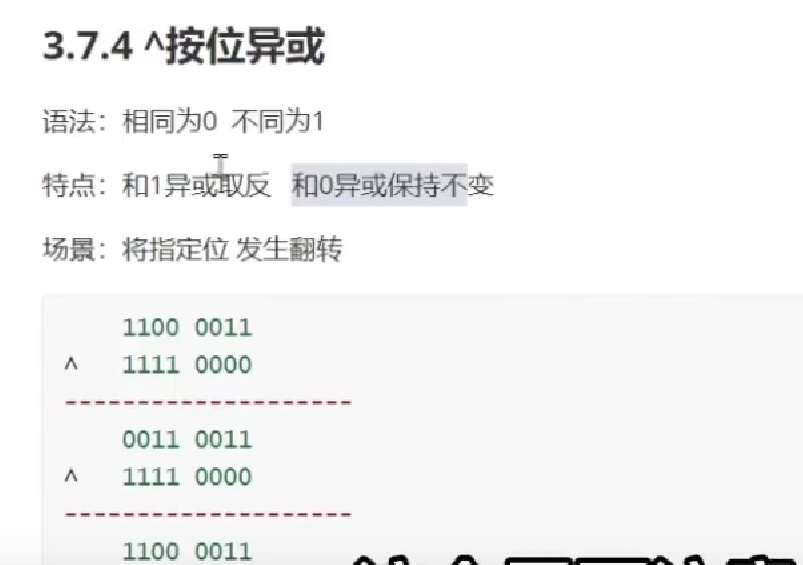 3.7.4 ^按位异或
语法：相同为0 不同为1
特点：和1异或取反 和0异或保持不变
场景：将指定位 发生翻转
1100 0011
^ 1111 0000
--------------------
0011 0011
^ 1111 0000
--------------------
1100 0011